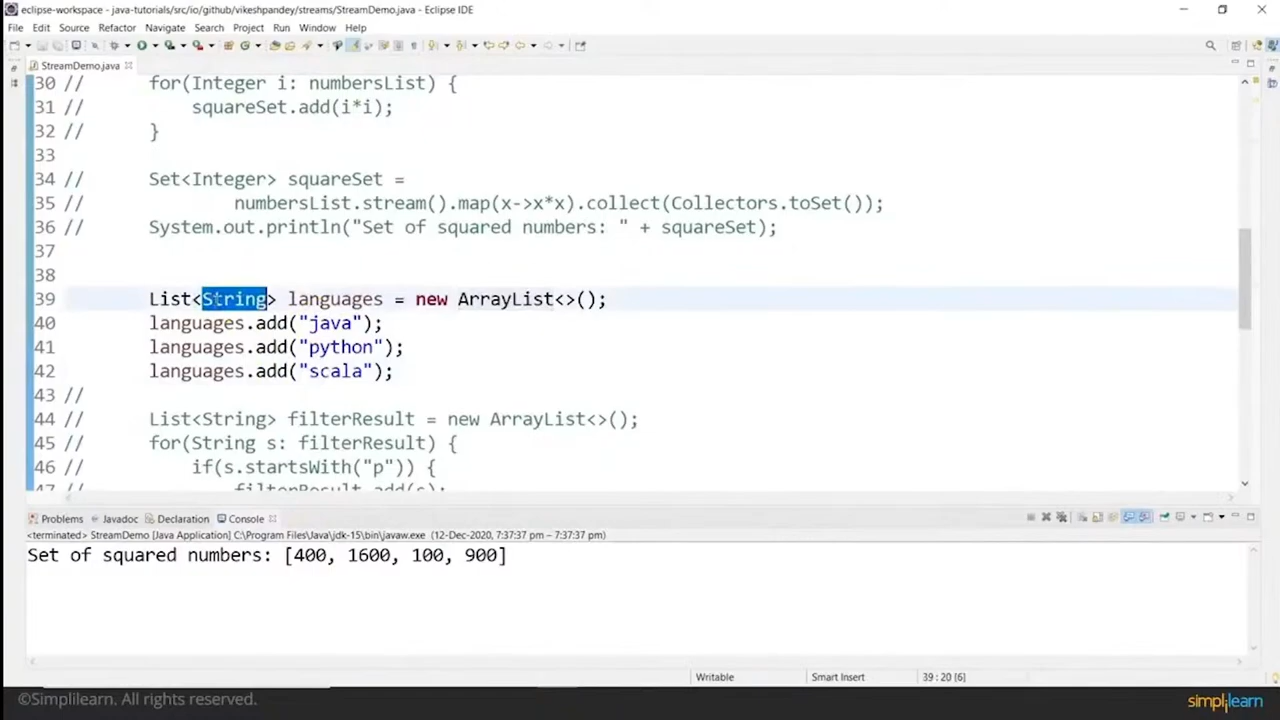 eclipse-workspace - java-tutorials/src/io/github/vikeshpandey/streams/StreamDemo.java - Eclipse IDE
File Edit Source Refactor Navigate Search Project Run Window Help
StreamDemo.java
30 // for(Integer i: numbersList) {
31 // squareSet.add(i*i);
32 // }
33
34 // Set<Integer> squareSet =
35 // numbersList.stream().map(x->x*x).collect(Collectors.toSet());
36 // System.out.println("Set of squared numbers: " + squareSet);
37
38
39 List<String> languages = new ArrayList<>();
40 languages.add("java");
41 languages.add("python");
42 languages.add("scala");
43 //
44 // List<String> filterResult = new ArrayList<>();
45 // for(String s: filterResult) {
46 // if(s.startsWith("p")) {
47 // filterResult.add(s);
Problems Javadoc Declaration Console
<terminated> StreamDemo [Java Application] C:\Program Files\Java\jdk-15\bin\javaw.exe (12-Dec-2020, 7:37:37 pm – 7:37:37 pm)
Set of squared numbers: [400, 1600, 100, 900]
Writable Smart Insert 39 : 20 [6]
©Simplilearn. All rights reserved.
simplilearn